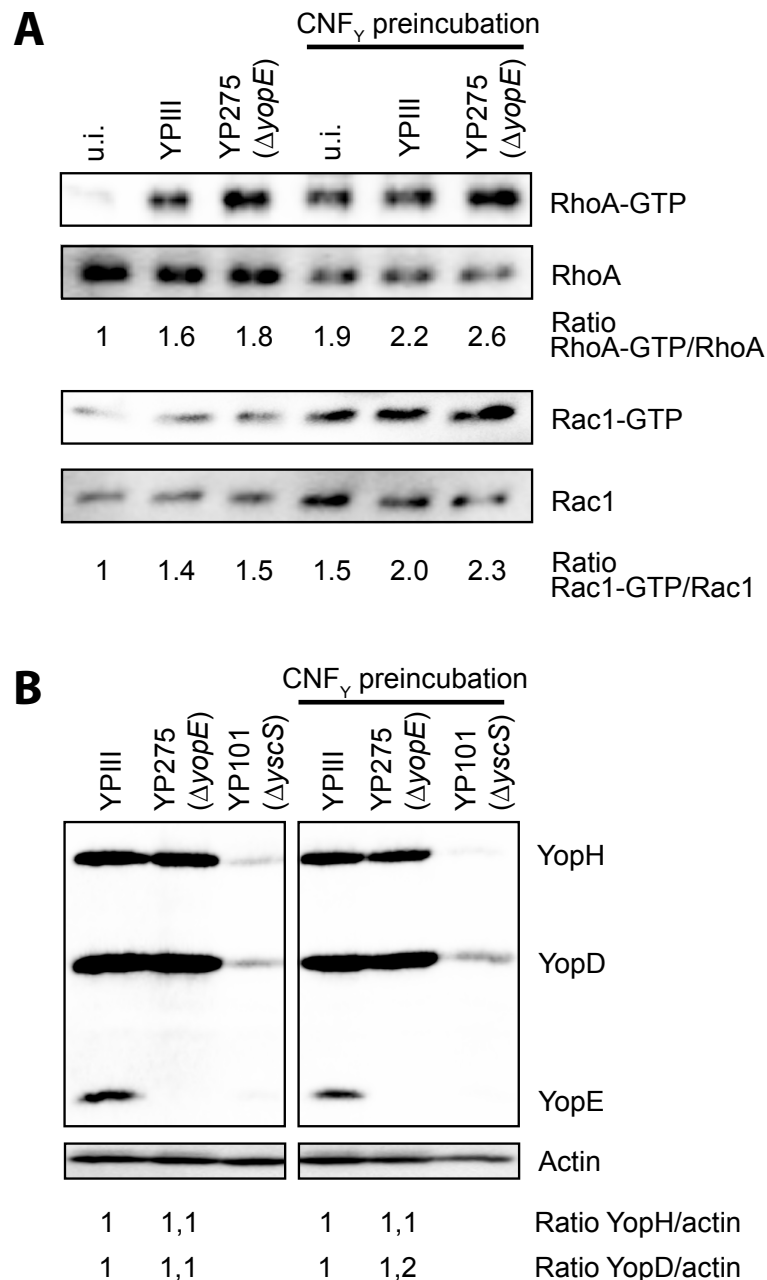 A
CNFY preincubation
u.i.
YPIII
YP275
(ΔyopE)
u.i.
YPIII
YP275
(ΔyopE)
RhoA-GTP
RhoA
1 1.6 1.8 1.9 2.2 2.6 Ratio
RhoA-GTP/RhoA
Rac1-GTP
Rac1
1 1.4 1.5 1.5 2.0 2.3 Ratio
Rac1-GTP/Rac1
B
CNFY preincubation
YPIII
YP275
(ΔyopE)
YP101
(ΔyscS)
YPIII
YP275
(ΔyopE)
YP101
(ΔyscS)
YopH
YopD
YopE
Actin
1 1,1 1 1,1 Ratio YopH/actin
1 1,1 1 1,2 Ratio YopD/actin